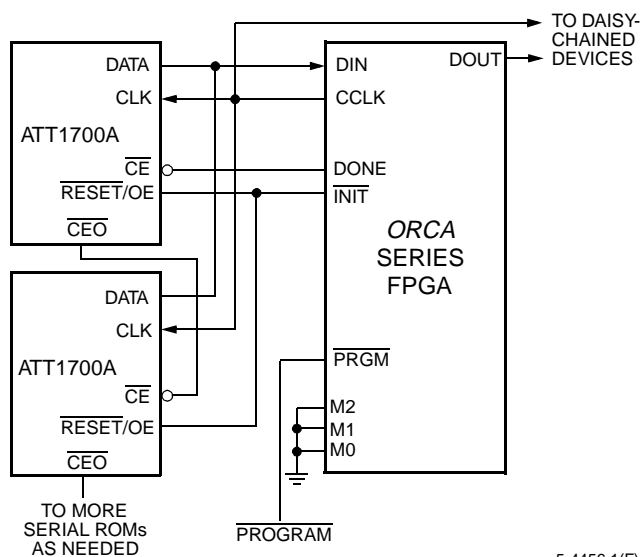 TO DAISY-
CHAINED
DEVICES
DATA
CLK
ATT1700A
CE
RESET/OE
CEO
DIN
DOUT
CCLK
DONE
INIT
ORCA
SERIES
FPGA
PRGM
M2
M1
M0
DATA
CLK
ATT1700A
CE
RESET/OE
CEO
TO MORE
SERIAL ROMs
AS NEEDED
PROGRAM